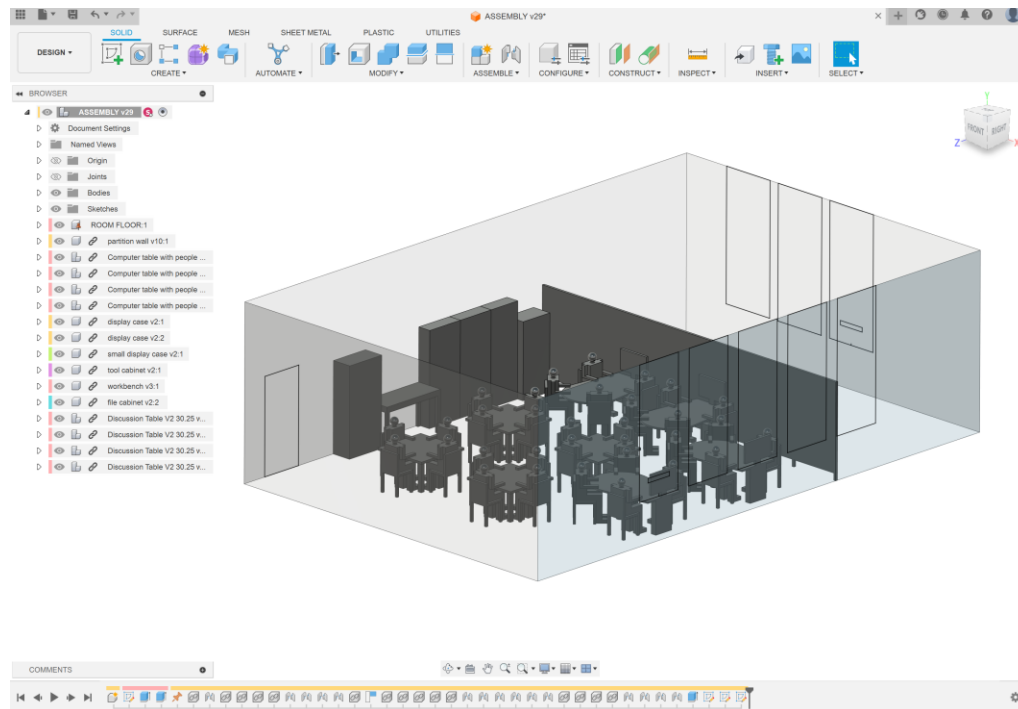 ASSEMBLY v29*
DESIGN
SOLID SURFACE MESH SHEET METAL PLASTIC UTILITIES
CREATE AUTOMATE MODIFY ASSEMBLE CONFIGURE CONSTRUCT INSPECT INSERT SELECT
BROWSER
ASSEMBLY v29
Document Settings
Named Views
Origin
Joints
Bodies
Sketches
ROOM FLOOR:1
partition wall v10:1
Computer table with people ...
Computer table with people ...
Computer table with people ...
Computer table with people ...
display case v2:1
display case v2:2
small display case v2:1
tool cabinet v2:1
workbench v3:1
file cabinet v2:2
Discussion Table V2 30.25 v...
Discussion Table V2 30.25 v...
Discussion Table V2 30.25 v...
Discussion Table V2 30.25 v...
Y
FRONT RIGHT
Z X
COMMENTS